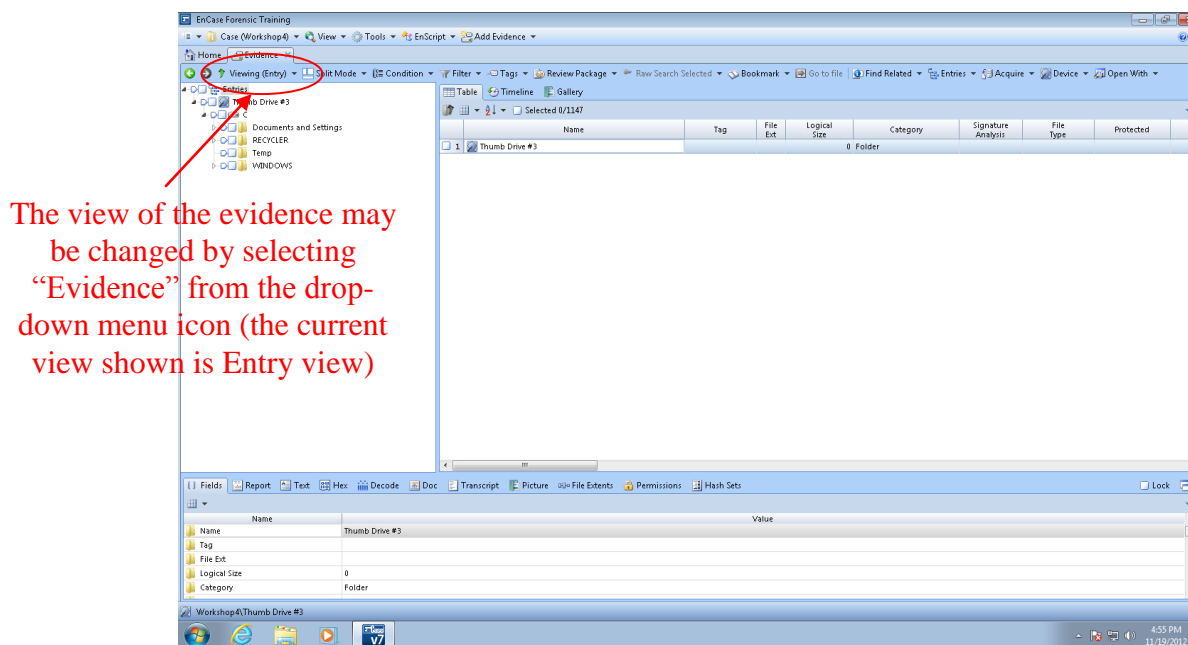 EnCase Forensic Training
Case (Workshop4) View Tools EnScript Add Evidence
Home Evidence
Viewing (Entry) Split Mode Condition Filter Tags Review Package Raw Search Selected Bookmark Go to file Find Related Entries Acquire Device Open With
Entries
Thumb Drive #3
C
Documents and Settings
RECYCLER
Temp
WINDOWS
Table Timeline Gallery
Selected 0/1147
Name Tag File Ext Logical Size Category Signature Analysis File Type Protected
1 Thumb Drive #3 0 Folder
The view of the evidence may
be changed by selecting
“Evidence” from the drop-
down menu icon (the current
view shown is Entry view)
Fields Report Text Hex Decode Doc Transcript Picture File Extents Permissions Hash Sets Lock
Name Value
Name Thumb Drive #3
Tag
File Ext
Logical Size 0
Category Folder
Workshop4\Thumb Drive #3
EnCase v7
4:55 PM
11/19/2012